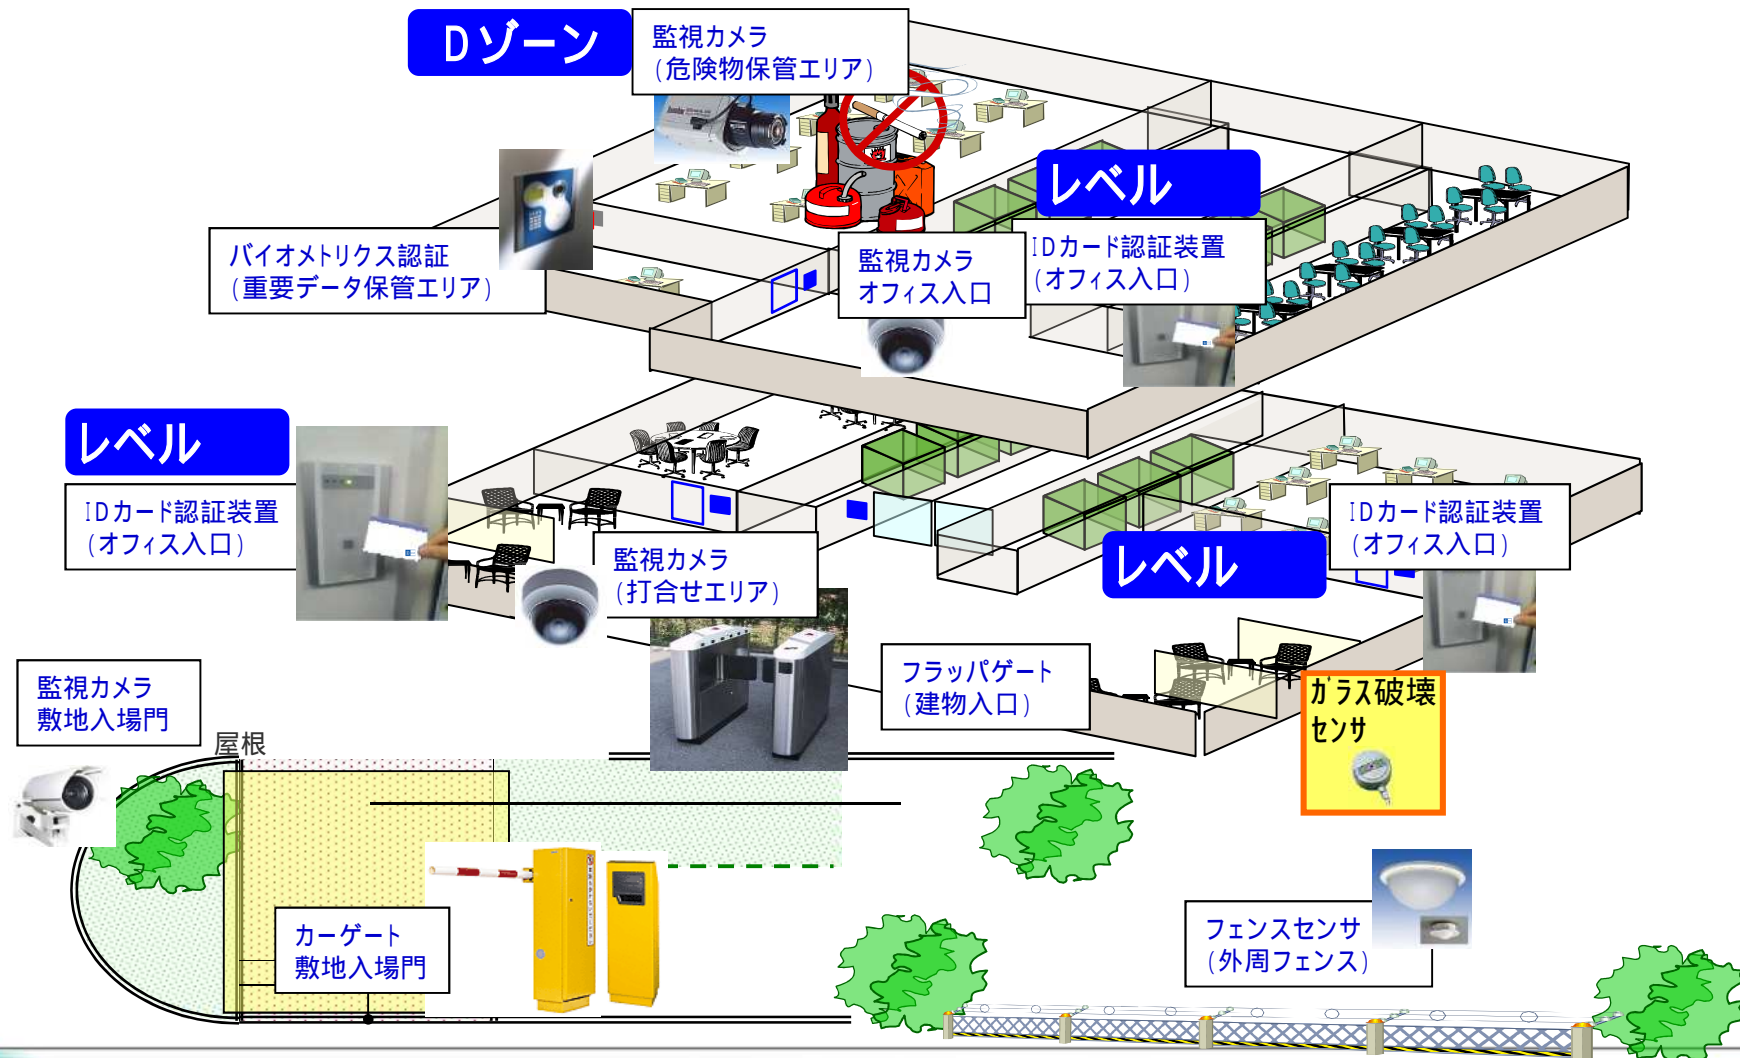 Dゾーン
監視カメラ
(危険物保管エリア)
レベル
バイオメトリクス認証
(重要データ保管エリア)
監視カメラ
オフィス入口
IDカード認証装置
(オフィス入口)
レベル
IDカード認証装置
(オフィス入口)
監視カメラ
(打合せエリア)
IDカード認証装置
(オフィス入口)
レベル
フラッパゲート
(建物入口)
監視カメラ
敷地入場門
屋根
ガラス破壊
センサ
カーゲート
敷地入場門
フェンスセンサ
(外周フェンス)